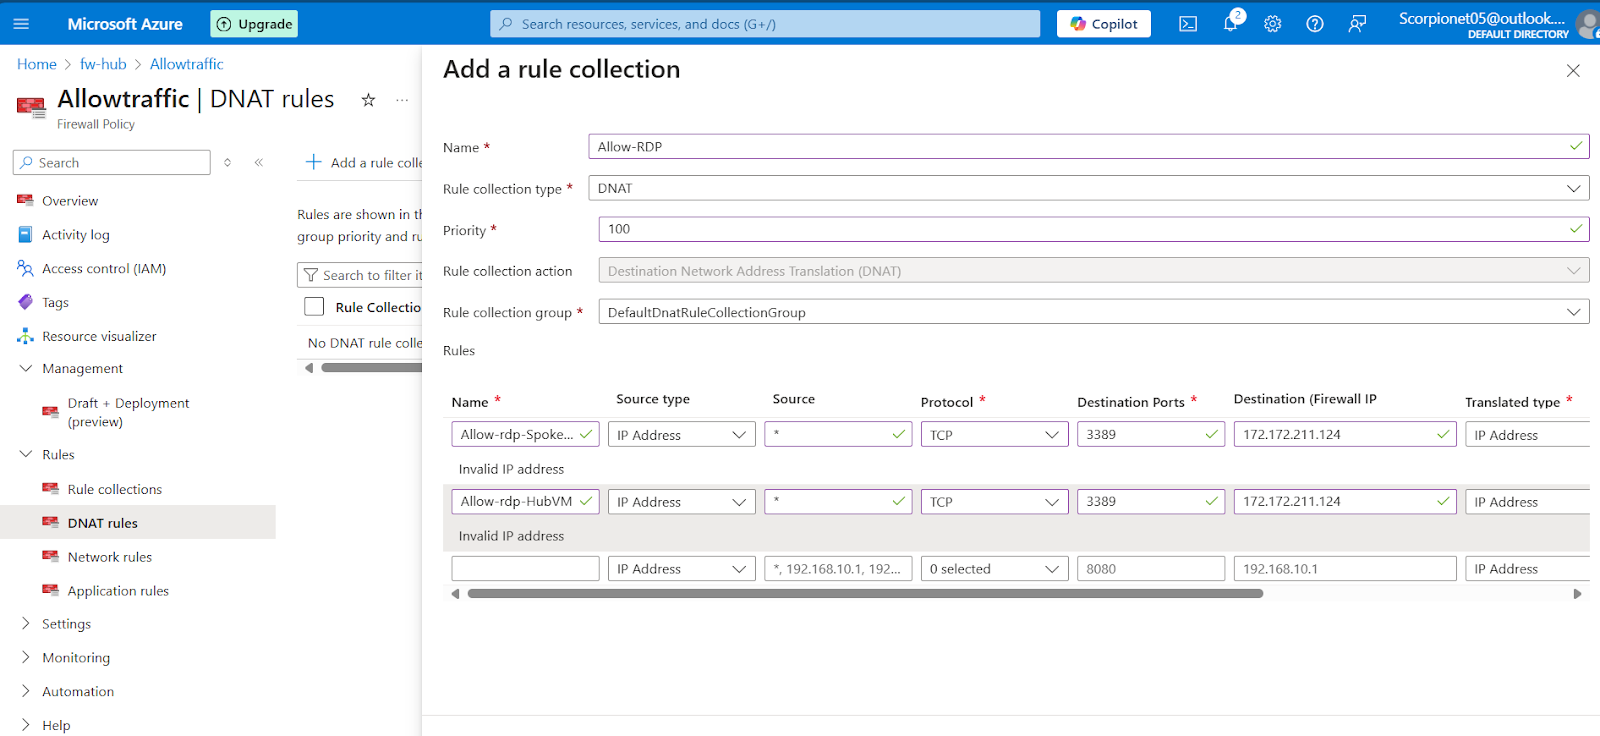 Microsoft Azure
Upgrade
Search resources, services, and docs (G+/)
Copilot
2
Scorpionet05@outlook....
DEFAULT DIRECTORY
Home > fw-hub > Allowtraffic
Allowtraffic | DNAT rules
Firewall Policy
Search
Overview
Activity log
Access control (IAM)
Tags
Resource visualizer
Management
Draft + Deployment
(preview)
Rules
Rule collections
DNAT rules
Network rules
Application rules
Settings
Monitoring
Automation
Help
+ Add a rule colle
Rules are shown in th
group priority and ru
Search to filter it
Rule Collectio
No DNAT rule colle
Add a rule collection
Name * Allow-RDP
Rule collection type * DNAT
Priority * 100
Rule collection action Destination Network Address Translation (DNAT)
Rule collection group * DefaultDnatRuleCollectionGroup
Rules
Name * Source type Source Protocol * Destination Ports * Destination (Firewall IP Translated type *
Allow-rdp-Spoke... IP Address * TCP 3389 172.172.211.124 IP Address
Invalid IP address
Allow-rdp-HubVM IP Address * TCP 3389 172.172.211.124 IP Address
Invalid IP address
IP Address *, 192.168.10.1, 192... 0 selected 8080 192.168.10.1 IP Address